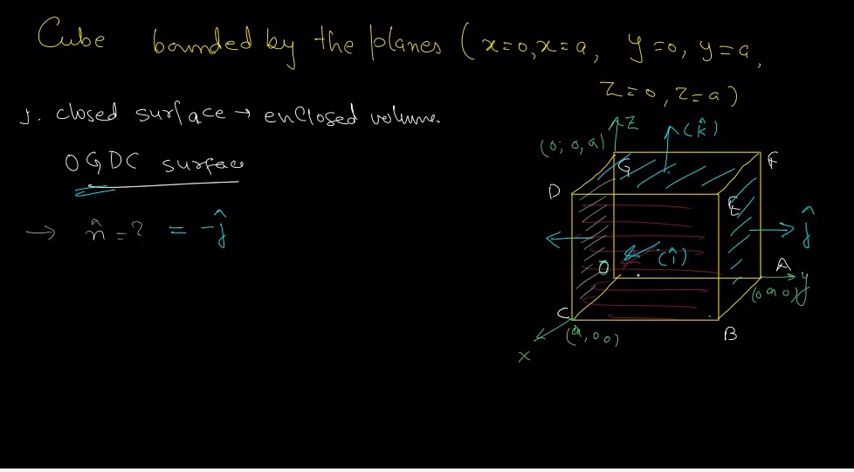 Cube bounded by the planes (x=0, x=a, y=0, y=a,
z=0, z=a)
1. closed surface → enclosed volume.
OGDC surface
→ n̂ = ? = -ĵ
z
(k̂)
(0, 0, a)
G
F
D
E
ĵ
(î)
O
A
y
(0 a 0)
C
B
(a, 0 0)
x